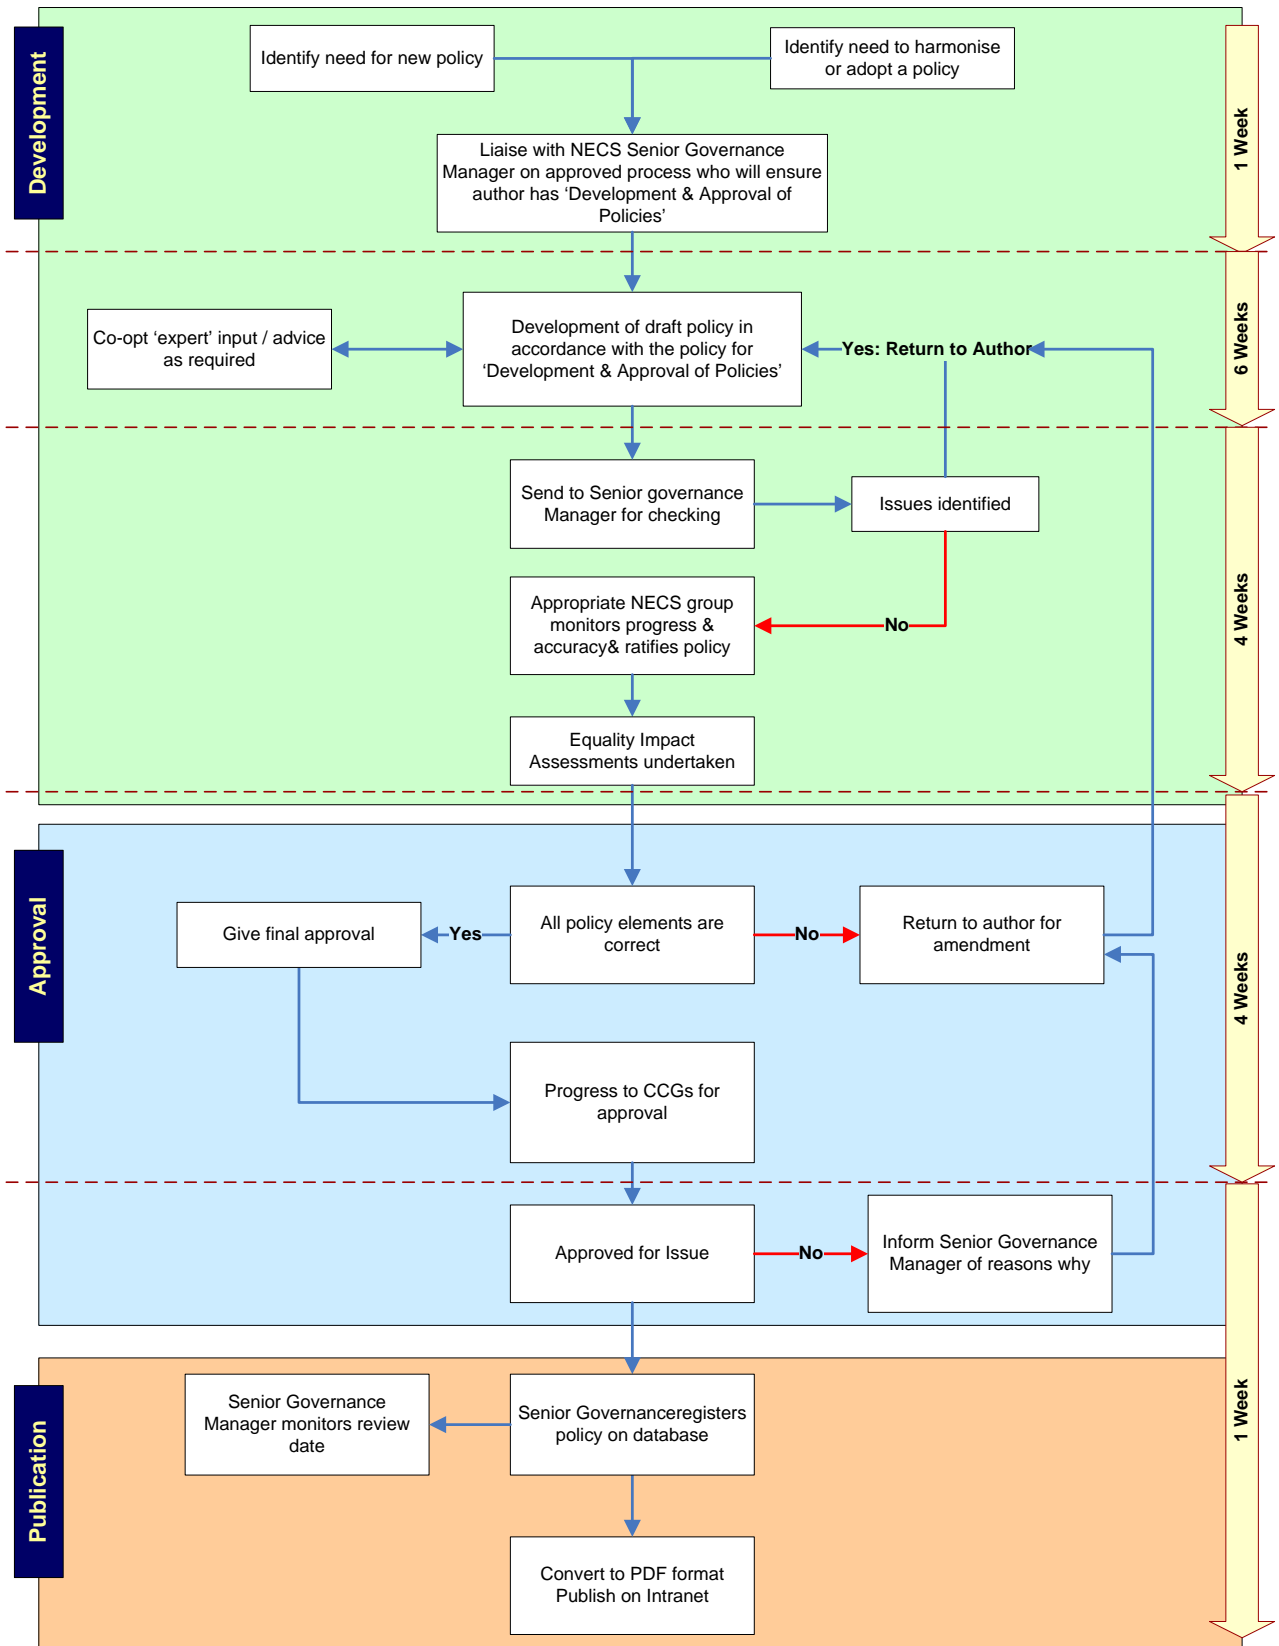 Development
Identify need for new policy
Identify need to harmonise
or adopt a policy
1 Week
Liaise with NECS Senior Governance
Manager on approved process who will ensure
author has ‘Development & Approval of
Policies’
Co-opt ‘expert’ input / advice
as required
Development of draft policy in
accordance with the policy for
‘Development & Approval of Policies’
Yes: Return to Author
6 Weeks
Send to Senior governance
Manager for checking
Issues identified
Appropriate NECS group
monitors progress &
accuracy& ratifies policy
No
4 Weeks
Equality Impact
Assessments undertaken
Approval
Give final approval
Yes
All policy elements are
correct
No
Return to author for
amendment
4 Weeks
Progress to CCGs for
approval
Approved for Issue
No
Inform Senior Governance
Manager of reasons why
Publication
Senior Governance
Manager monitors review
date
Senior Governanceregisters
policy on database
1 Week
Convert to PDF format
Publish on Intranet